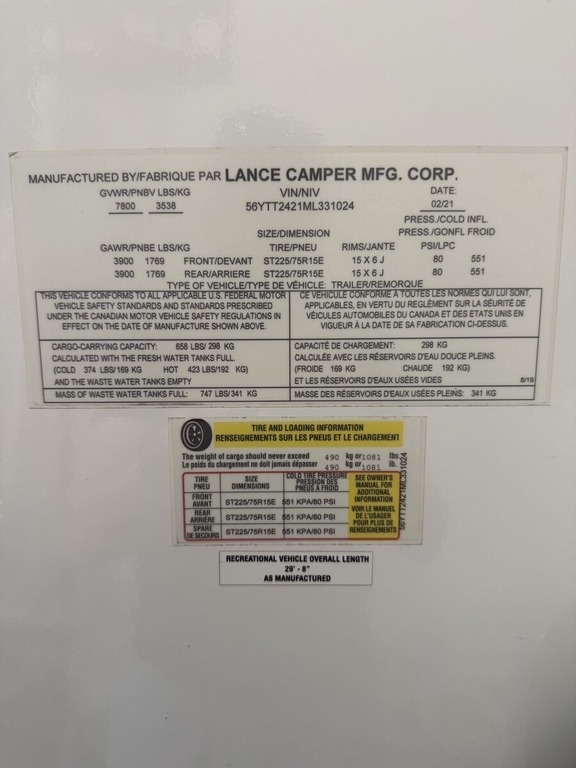 MANUFACTURED BY/FABRIQUE PAR LANCE CAMPER MFG. CORP.
GVWR/PNBV LBS/KG VIN/NIV DATE:
7800 3538 56YTT2421ML331024 02/21
PRESS./COLD INFL.
SIZE/DIMENSION PRESS./GONFL FROID
GAWR/PNBE LBS/KG TIRE/PNEU RIMS/JANTE PSI/LPC
3900 1769 FRONT/DEVANT ST225/75R15E 15 X 6 J 80 551
3900 1769 REAR/ARRIERE ST225/75R15E 15 X 6 J 80 551
TYPE OF VEHICLE/TYPE DE VÉHICLE: TRAILER/REMORQUE
THIS VEHICLE CONFORMS TO ALL APPLICABLE U.S. FEDERAL MOTOR
VEHICLE SAFETY STANDARDS AND STANDARDS PRESCRIBED
UNDER THE CANADIAN MOTOR VEHICLE SAFETY REGULATIONS IN
EFFECT ON THE DATE OF MANUFACTURE SHOWN ABOVE.
CE VÉHICULE CONFORME A TOUTES LES NORMES QUI LUI SONT
APPLICABLES, EN VERTU DU RÈGLEMENT SUR LA SÉURITÉ DE
VÉICULES AUTOMOBILES DU CANADA ET DES ETATS UNIS EN
VIGUEUR À LA DATE DE SA FABRICATION CI-DESSUS.
CARGO-CARRYING CAPACITY: 658 LBS/ 298 KG
CALCULATED WITH THE FRESH WATER TANKS FULL.
(COLD 374 LBS/169 KG HOT 423 LBS/192 KG)
AND THE WASTE WATER TANKS EMPTY
MASS OF WASTE WATER TANKS FULL: 747 LBS/341 KG
CAPACITÉ DE CHARGEMENT: 298 KG
CALCULÉE AVEC LES RÉSERVOIRS D'EAU DOUCE PLEINS.
(FROIDE 169 KG CHAUDE 192 KG)
ET LES RÉSERVOIRS D'EAUX USÉES VIDES 8/19
MASSE DES RÉSERVOIRS D'EAUX USÉES PLEINS: 341 KG
TIRE AND LOADING INFORMATION
RENSEIGNEMENTS SUR LES PNEUS ET LE CHARGEMENT
The weight of cargo should never exceed 490 kg or 1081 lbs.
Le poids du chargement ne doit jamais dépasser 490 kg or 1081 lb.
TIRE SIZE COLD TIRE PRESSURE
PNEU DIMENSIONS PRESSION DES
PNEUS A FROID
FRONT
AVANT ST225/75R15E 551 KPA/80 PSI
REAR
ARRIÈRE ST225/75R15E 551 KPA/80 PSI
SPARE
DE SECOURS ST225/75R15E 551 KPA/80 PSI
SEE OWNER'S
MANUAL FOR
ADDITIONAL
INFORMATION
VOIR LE MANUEL
DE L'USAGER
POUR PLUS DE
RENSEIGNEMENTS
56YTT2421ML331024
RECREATIONAL VEHICLE OVERALL LENGTH
29' - 8"
AS MANUFACTURED